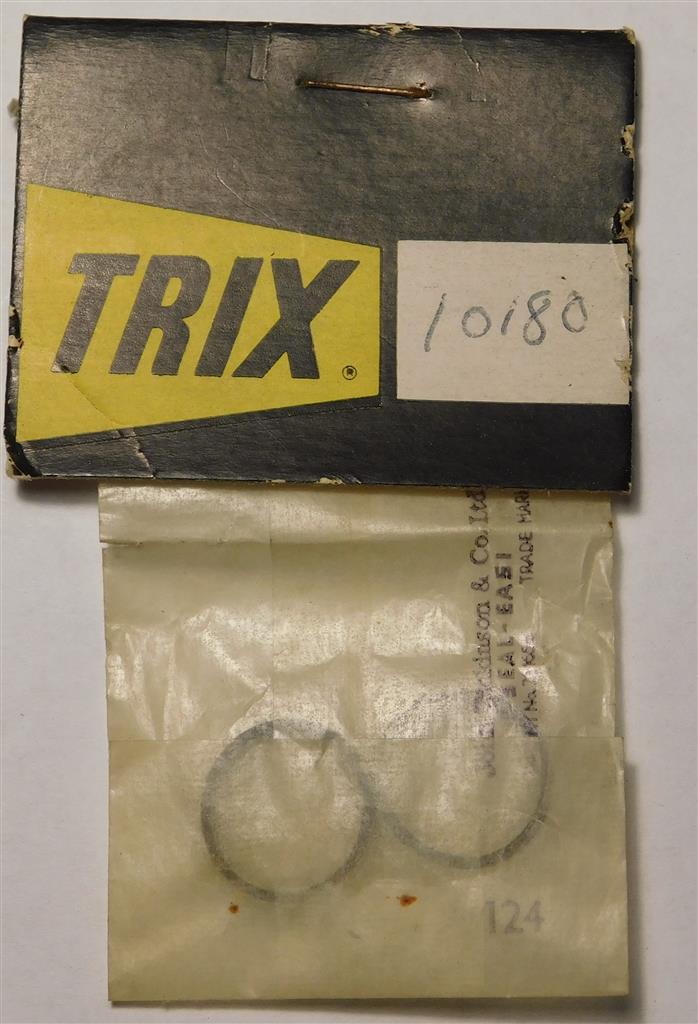 TRIX ®
10180
& Co. Ltd.
SEAL-EASI
TRADE MARK
124